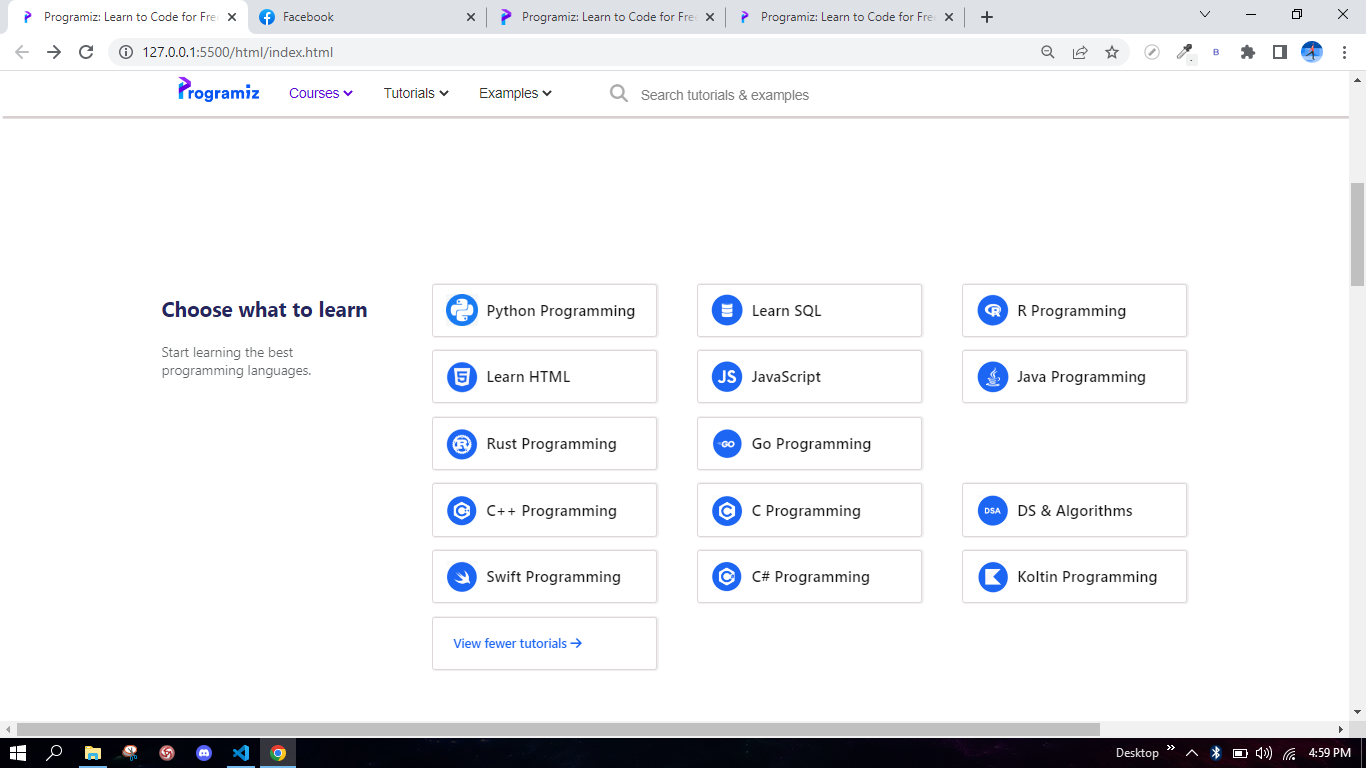 Programiz: Learn to Code for Fre
Facebook
Programiz: Learn to Code for Fre
Programiz: Learn to Code for Fre
127.0.0.1:5500/html/index.html
B
Programiz
Courses
Tutorials
Examples
Search tutorials & examples
Choose what to learn
Start learning the best
programming languages.
Python Programming
Learn SQL
R Programming
Learn HTML
JS JavaScript
Java Programming
Rust Programming
GO Go Programming
C++ Programming
C Programming
DSA DS & Algorithms
Swift Programming
C# Programming
Koltin Programming
View fewer tutorials →
Desktop
4:59 PM